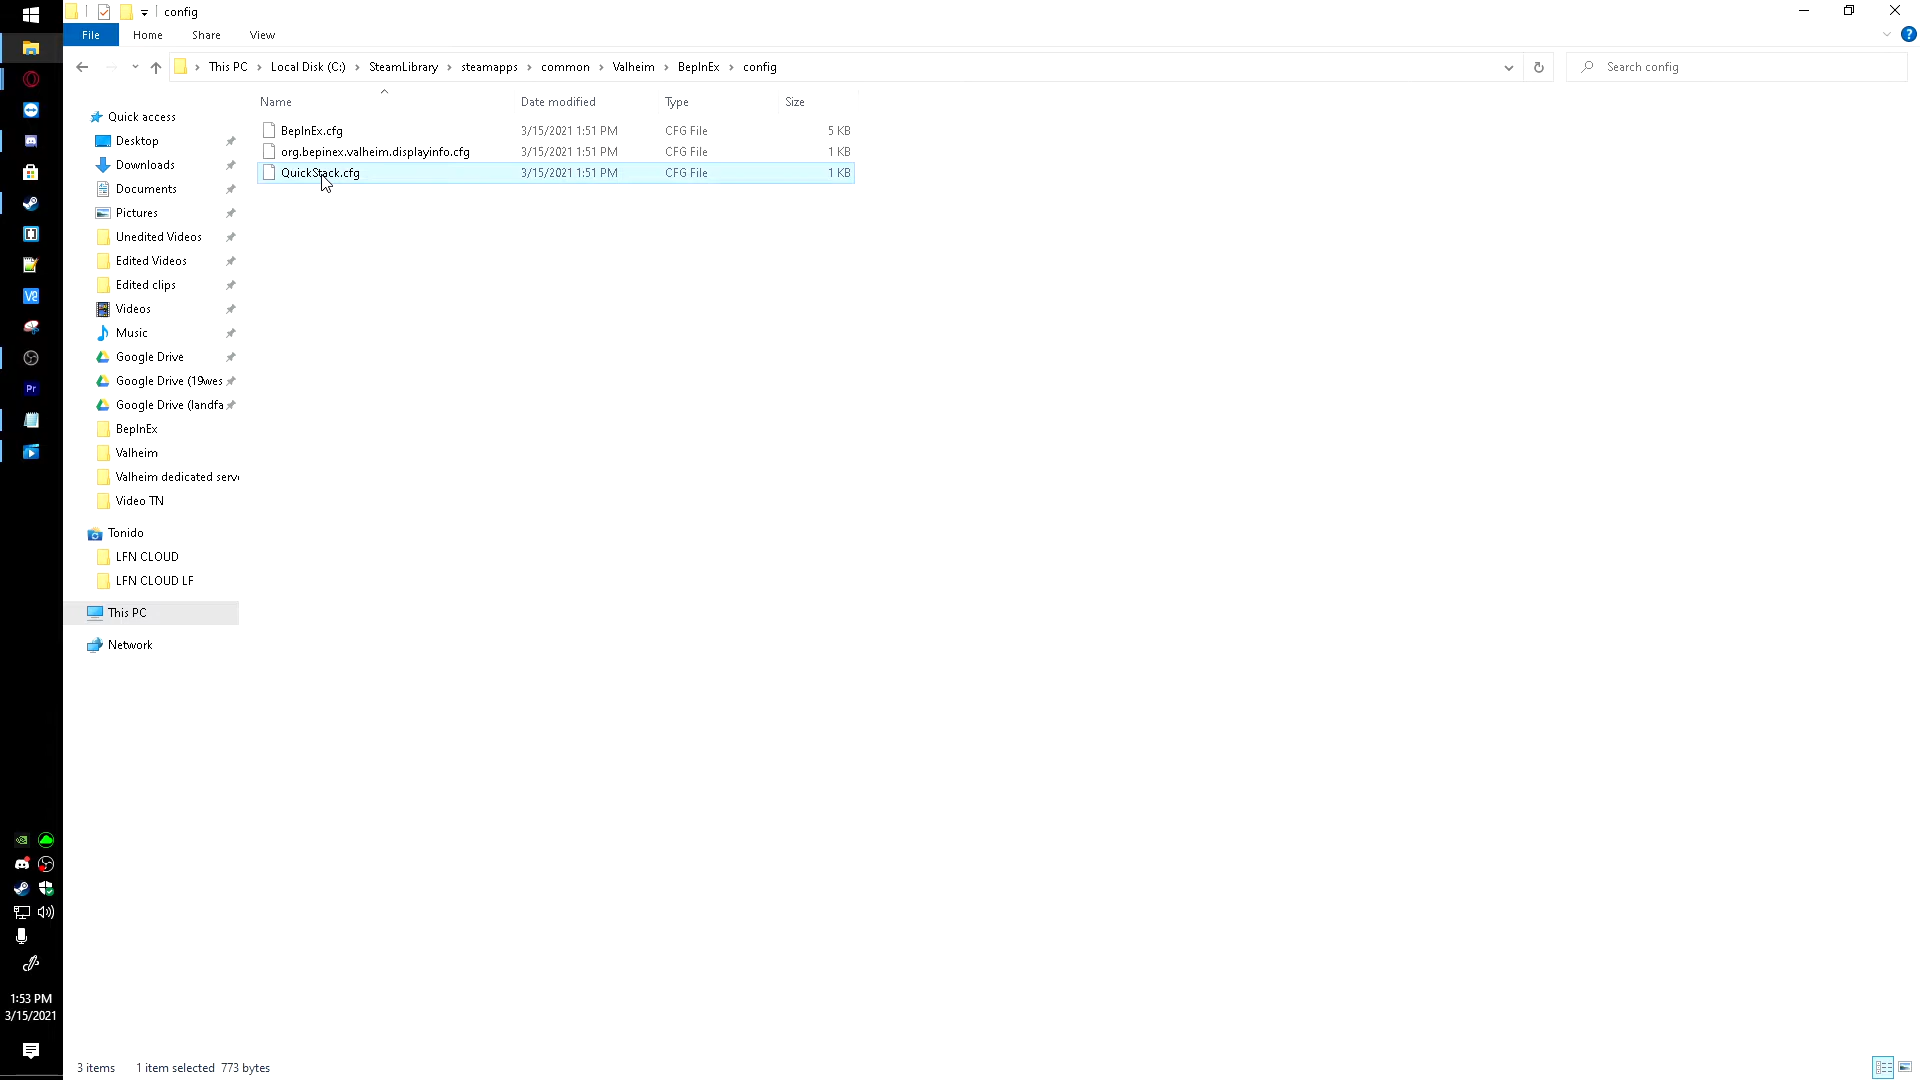 config
File Home Share View
This PC Local Disk (C:) SteamLibrary steamapps common Valheim BepInEx config
Search config
Name Date modified Type Size
BepInEx.cfg 3/15/2021 1:51 PM CFG File 5 KB
org.bepinex.valheim.displayinfo.cfg 3/15/2021 1:51 PM CFG File 1 KB
QuickStack.cfg 3/15/2021 1:51 PM CFG File 1 KB
Quick access
Desktop
Downloads
Documents
Pictures
Unedited Videos
Edited Videos
Edited clips
Videos
Music
Google Drive
Google Drive (19wes
Google Drive (landfa
BepInEx
Valheim
Valheim dedicated serve
Video TN
Tonido
LFN CLOUD
LFN CLOUD LF
This PC
Network
Pr
1:53 PM
3/15/2021
3 items 1 item selected 773 bytes